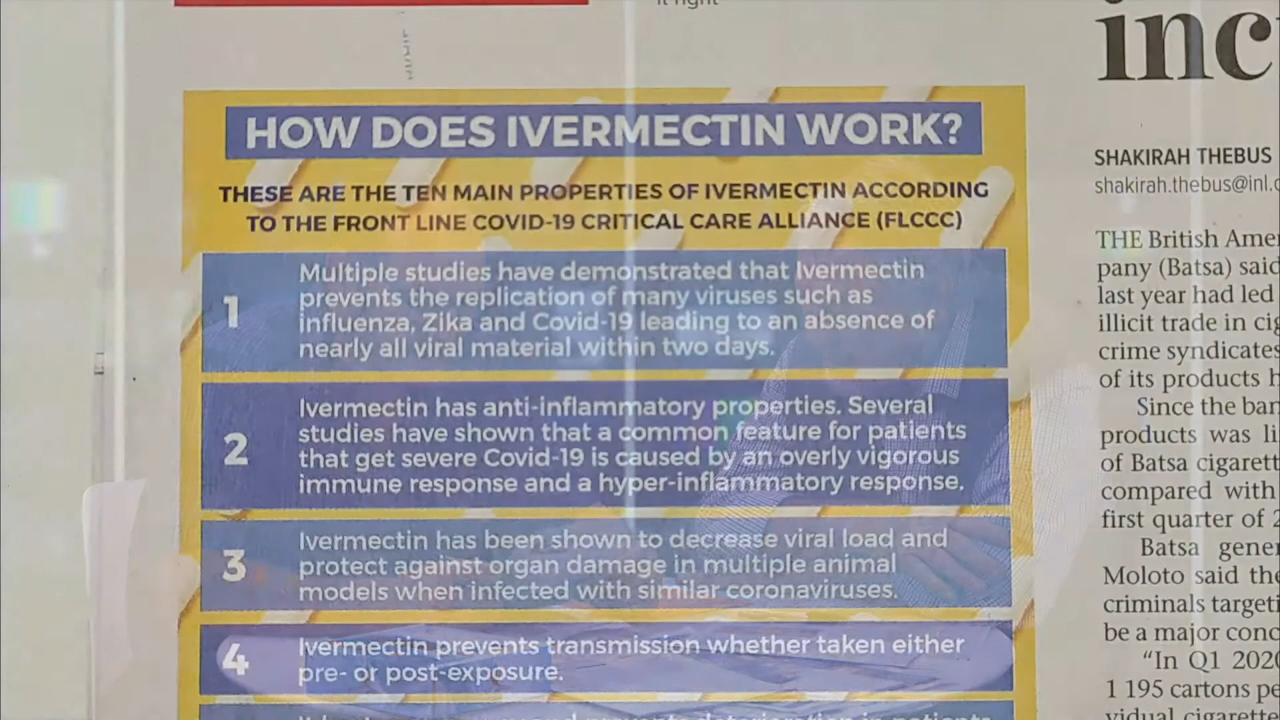 it right
HOW DOES IVERMECTIN WORK?
THESE ARE THE TEN MAIN PROPERTIES OF IVERMECTIN ACCORDING
TO THE FRONT LINE COVID-19 CRITICAL CARE ALLIANCE (FLCCC)
1
Multiple studies have demonstrated that Ivermectin
prevents the replication of many viruses such as
influenza, Zika and Covid-19 leading to an absence of
nearly all viral material within two days.
2
Ivermectin has anti-inflammatory properties. Several
studies have shown that a common feature for patients
that get severe Covid-19 is caused by an overly vigorous
immune response and a hyper-inflammatory response.
3
Ivermectin has been shown to decrease viral load and
protect against organ damage in multiple animal
models when infected with similar coronaviruses.
4
Ivermectin prevents transmission whether taken either
pre- or post-exposure.
inc
SHAKIRAH THEBUS
shakirah.thebus@inl.c
THE British Amer
pany (Batsa) said
last year had led
illicit trade in cig
crime syndicates
of its products h
Since the ban
products was li
of Batsa cigarett
compared with
first quarter of 2
Batsa gener
Moloto said the
criminals targeti
be a major conc
"In Q1 2020
1 195 cartons pe
vidual cigarette